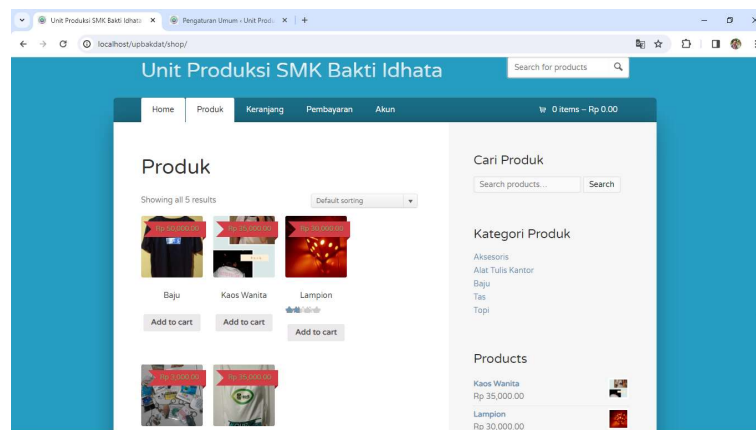 Unit Produksi SMK Bakti Idhata
Pengaturan Umum ‹ Unit Produ
localhost/upbakdat/shop/
Unit Produksi SMK Bakti Idhata
Search for products
Home Produk Keranjang Pembayaran Akun
0 items – Rp 0.00
Produk
Showing all 5 results
Default sorting
Rp 50,000.00
Rp 35,000.00
Rp 30,000.00
Baju
Kaos Wanita
Lampion
Add to cart
Add to cart
Add to cart
Rp 35,000.00
Cari Produk
Search products...
Search
Kategori Produk
Aksesoris
Alat Tulis Kantor
Baju
Tas
Topi
Products
Kaos Wanita
Rp 35,000.00
Lampion
Rp 30,000.00